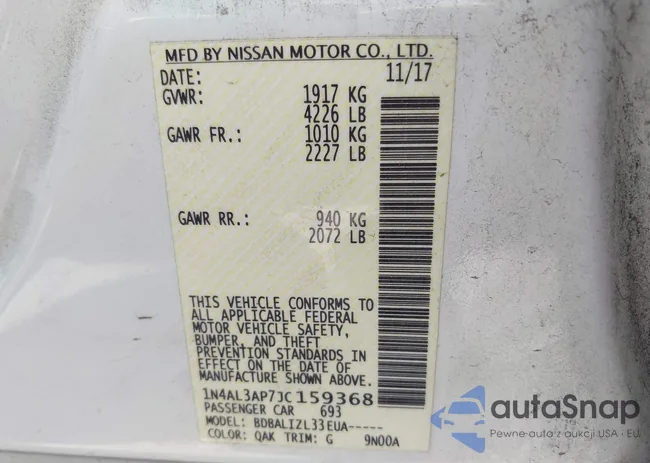 MFD BY NISSAN MOTOR CO., LTD.
DATE: 11/17
GVWR: 1917 KG
4226 LB
GAWR FR.: 1010 KG
2227 LB
GAWR RR.: 940 KG
2072 LB
THIS VEHICLE CONFORMS TO
ALL APPLICABLE FEDERAL
MOTOR VEHICLE SAFETY,
BUMPER, AND THEFT
PREVENTION STANDARDS IN
EFFECT ON THE DATE OF
MANUFACTURE SHOWN ABOVE.
1N4AL3AP7JC159368
PASSENGER CAR 693
MODEL: BDBALIZL33EUA-----
COLOR: QAK TRIM: G 9N00A
autoSnap
Pewne auta z aukcji USA i EU